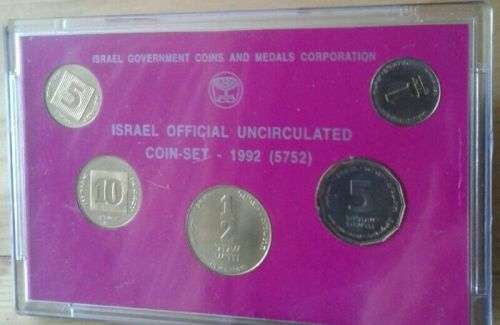 ISRAEL GOVERNMENT COINS AND MEDALS CORPORATION
ISRAEL OFFICIAL UNCIRCULATED
COIN-SET - 1992 (5752)
5
1
10
1/2
5